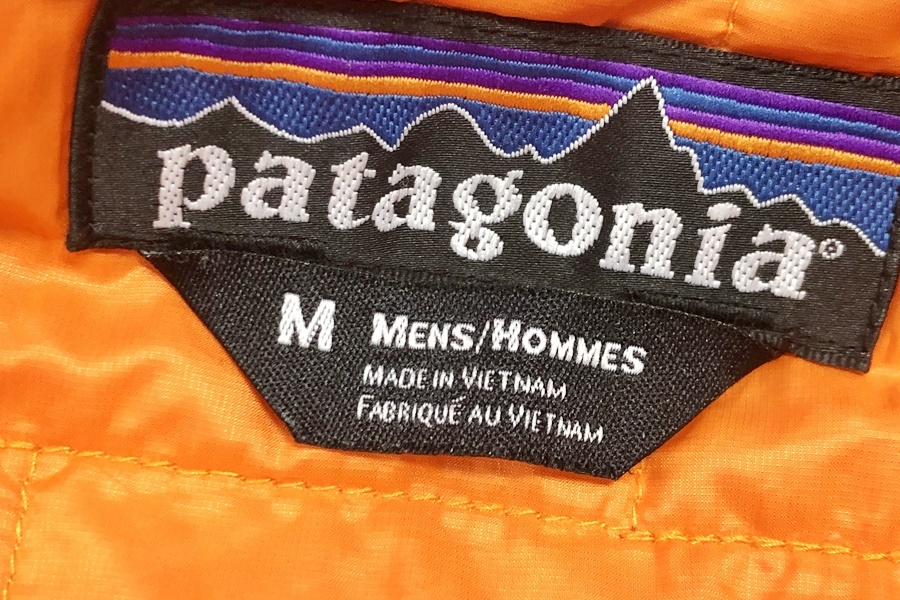 patagonia®
M MENS/HOMMES
MADE IN VIETNAM
FABRIQUÉ AU VIETNAM